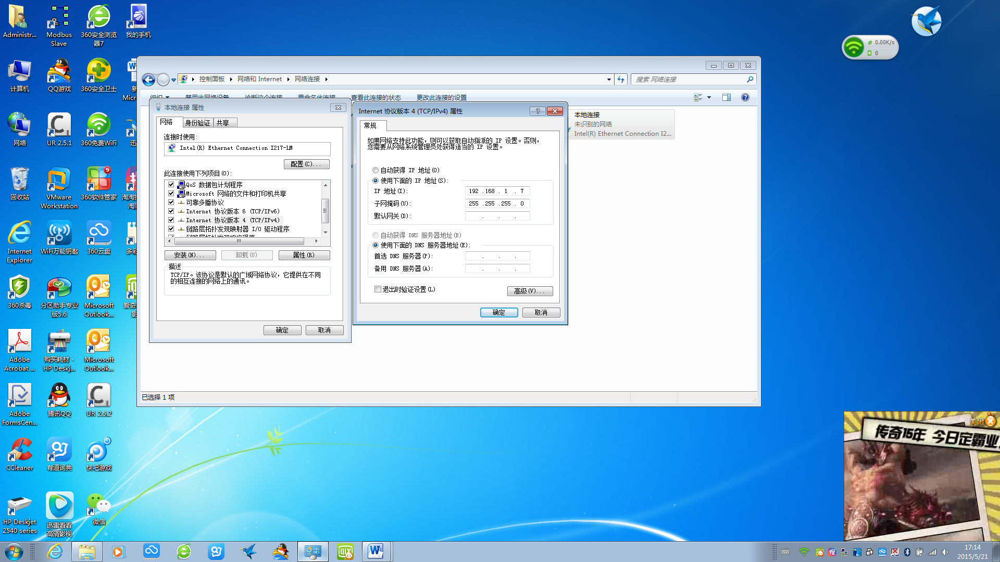 Administr...
Modbus
Slave
360安全浏览
器7
我的手机
计算机
QQ游戏
360安全卫士
新
Micro
网络
UR 2.5.1
360免费WiFi
迅
回收站
VMware
Workstation
360软件管家
9
淘淘
Internet
Explorer
WiFi万能钥匙
360云盘
多彩
360杀毒
分区助手专业
版5.6
Microsoft
Outlook...
爱奇
Adobe
Acrobat ...
购买耗材 -
HP Deskj...
Microsoft
Outlook...
Adobe
FormsCen...
腾讯QQ
UR 2.5.2
CCleaner
有道词典
快吧游戏
HP Deskjet
2540 series
迅雷看看
高清影视
微信
0.00K/s
0
控制面板
网络和 Internet
网络连接
搜索 网络连接
组织
禁用此网络设备
诊断这个连接
重命名此连接
查看此连接的状态
更改此连接的设置
本地连接
未识别的网络
Intel(R) Ethernet Connection I2...
已选择 1 项
本地连接 属性
网络
身份验证
共享
连接时使用:
Intel(R) Ethernet Connection I217-LM
配置(C)...
此连接使用下列项目(O):
QoS 数据包计划程序
Microsoft 网络的文件和打印机共享
可靠多播协议
Internet 协议版本 6 (TCP/IPv6)
Internet 协议版本 4 (TCP/IPv4)
链路层拓扑发现映射器 I/O 驱动程序
链路层拓扑发现响应程序
安装(N)...
卸载(U)
属性(R)
描述
TCP/IP。该协议是默认的广域网络协议，它提供在不同
的相互连接的网络上的通讯。
确定
取消
Internet 协议版本 4 (TCP/IPv4) 属性
常规
如果网络支持此功能，则可以获取自动指派的 IP 设置。否则，
您需要从网络系统管理员处获得适当的 IP 设置。
自动获得 IP 地址(O)
使用下面的 IP 地址(S):
IP 地址(I):
192 .168 . 1 . 7
子网掩码(U):
255 .255 .255 . 0
默认网关(D):
. . .
自动获得 DNS 服务器地址(B)
使用下面的 DNS 服务器地址(E):
首选 DNS 服务器(P):
. . .
备用 DNS 服务器(A):
. . .
退出时验证设置(L)
高级(V)...
确定
取消
关闭
传奇15年 今日定霸业
17:14
2015/5/21